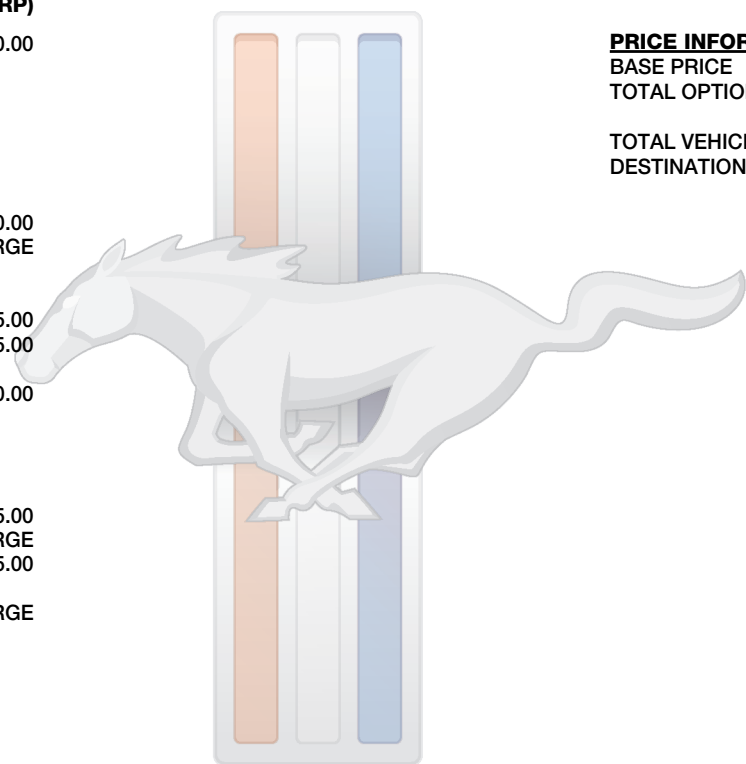 RP)
0.00
0.00
RGE
5.00
5.00
0.00
5.00
RGE
5.00
RGE
PRICE INFOR
BASE PRICE
TOTAL OPTIO
TOTAL VEHICL
DESTINATION